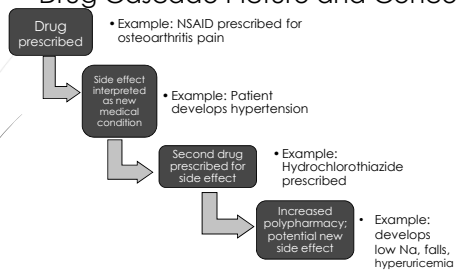 Drug Cascade Picture and
Drug
prescribed
• Example: NSAID prescribed for
osteoarthritis pain
Side effect
interpreted
as new
medical
condition
• Example: Patient
develops hypertension
Second drug
prescribed for
side effect
• Example:
Hydrochlorothiazide
prescribed
Increased
polypharmacy;
potential new
side effect
• Example:
develops
low Na, falls,
hyperuricemia